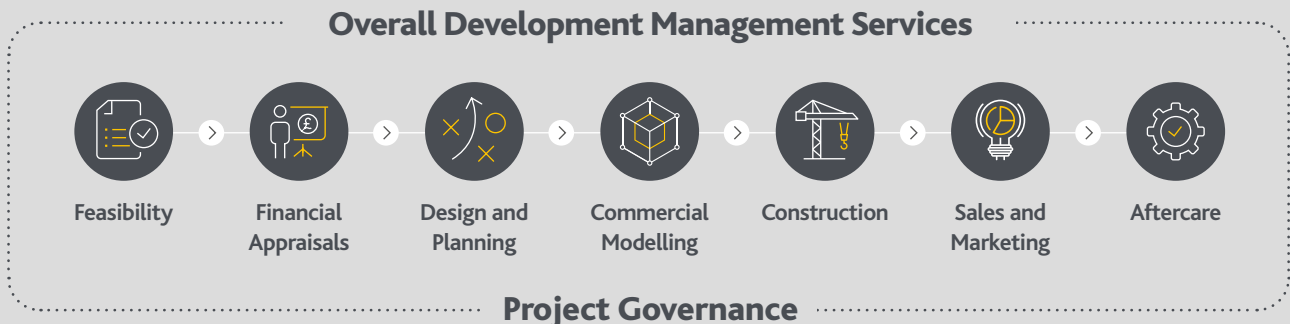 Overall Development Management Services
£
Feasibility
Financial
Appraisals
Design and
Planning
Commercial
Modelling
Construction
Sales and
Marketing
Aftercare
Project Governance